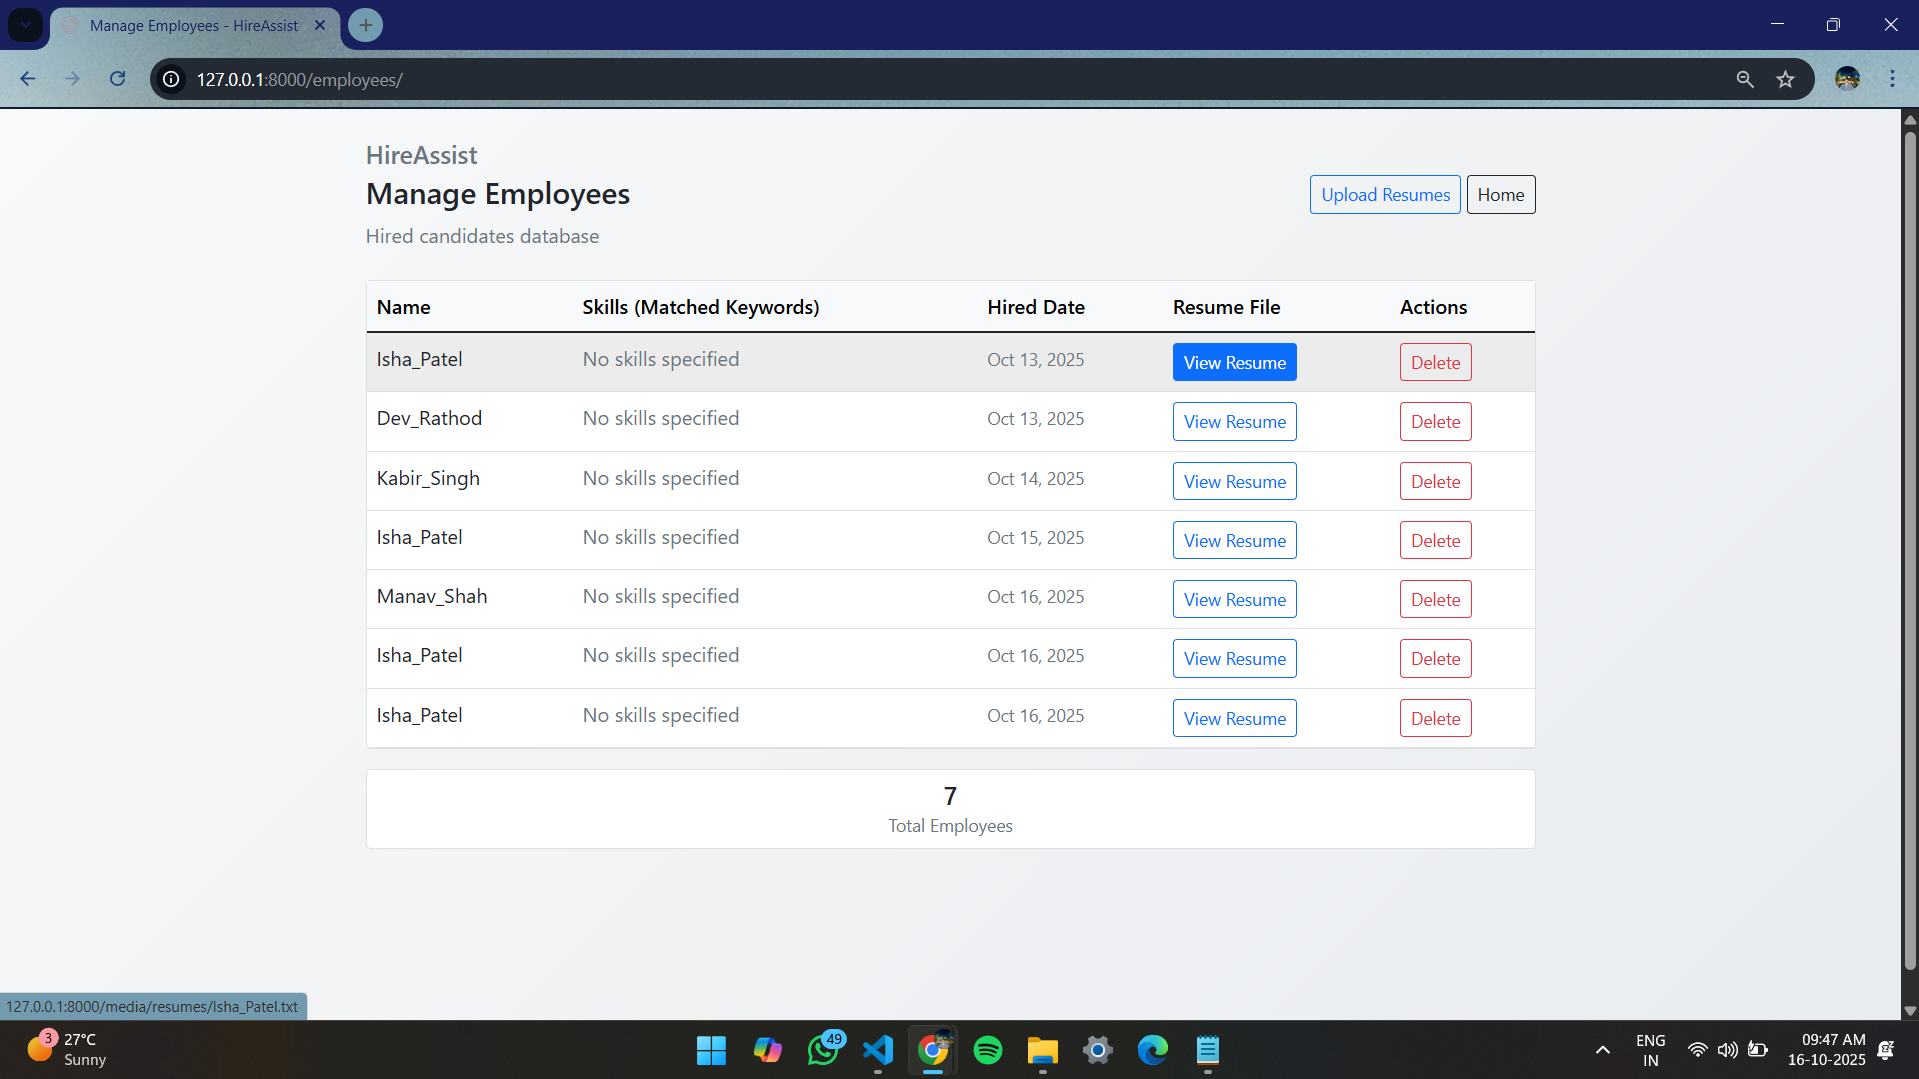 Manage Employees - HireAssist
127.0.0.1:8000/employees/
HireAssist
Manage Employees
Upload Resumes Home
Hired candidates database
Name Skills (Matched Keywords) Hired Date Resume File Actions
Isha_Patel No skills specified Oct 13, 2025 View Resume Delete
Dev_Rathod No skills specified Oct 13, 2025 View Resume Delete
Kabir_Singh No skills specified Oct 14, 2025 View Resume Delete
Isha_Patel No skills specified Oct 15, 2025 View Resume Delete
Manav_Shah No skills specified Oct 16, 2025 View Resume Delete
Isha_Patel No skills specified Oct 16, 2025 View Resume Delete
Isha_Patel No skills specified Oct 16, 2025 View Resume Delete
7
Total Employees
127.0.0.1:8000/media/resumes/Isha_Patel.txt
3 27°C
Sunny
49
ENG
IN
09:47 AM
16-10-2025